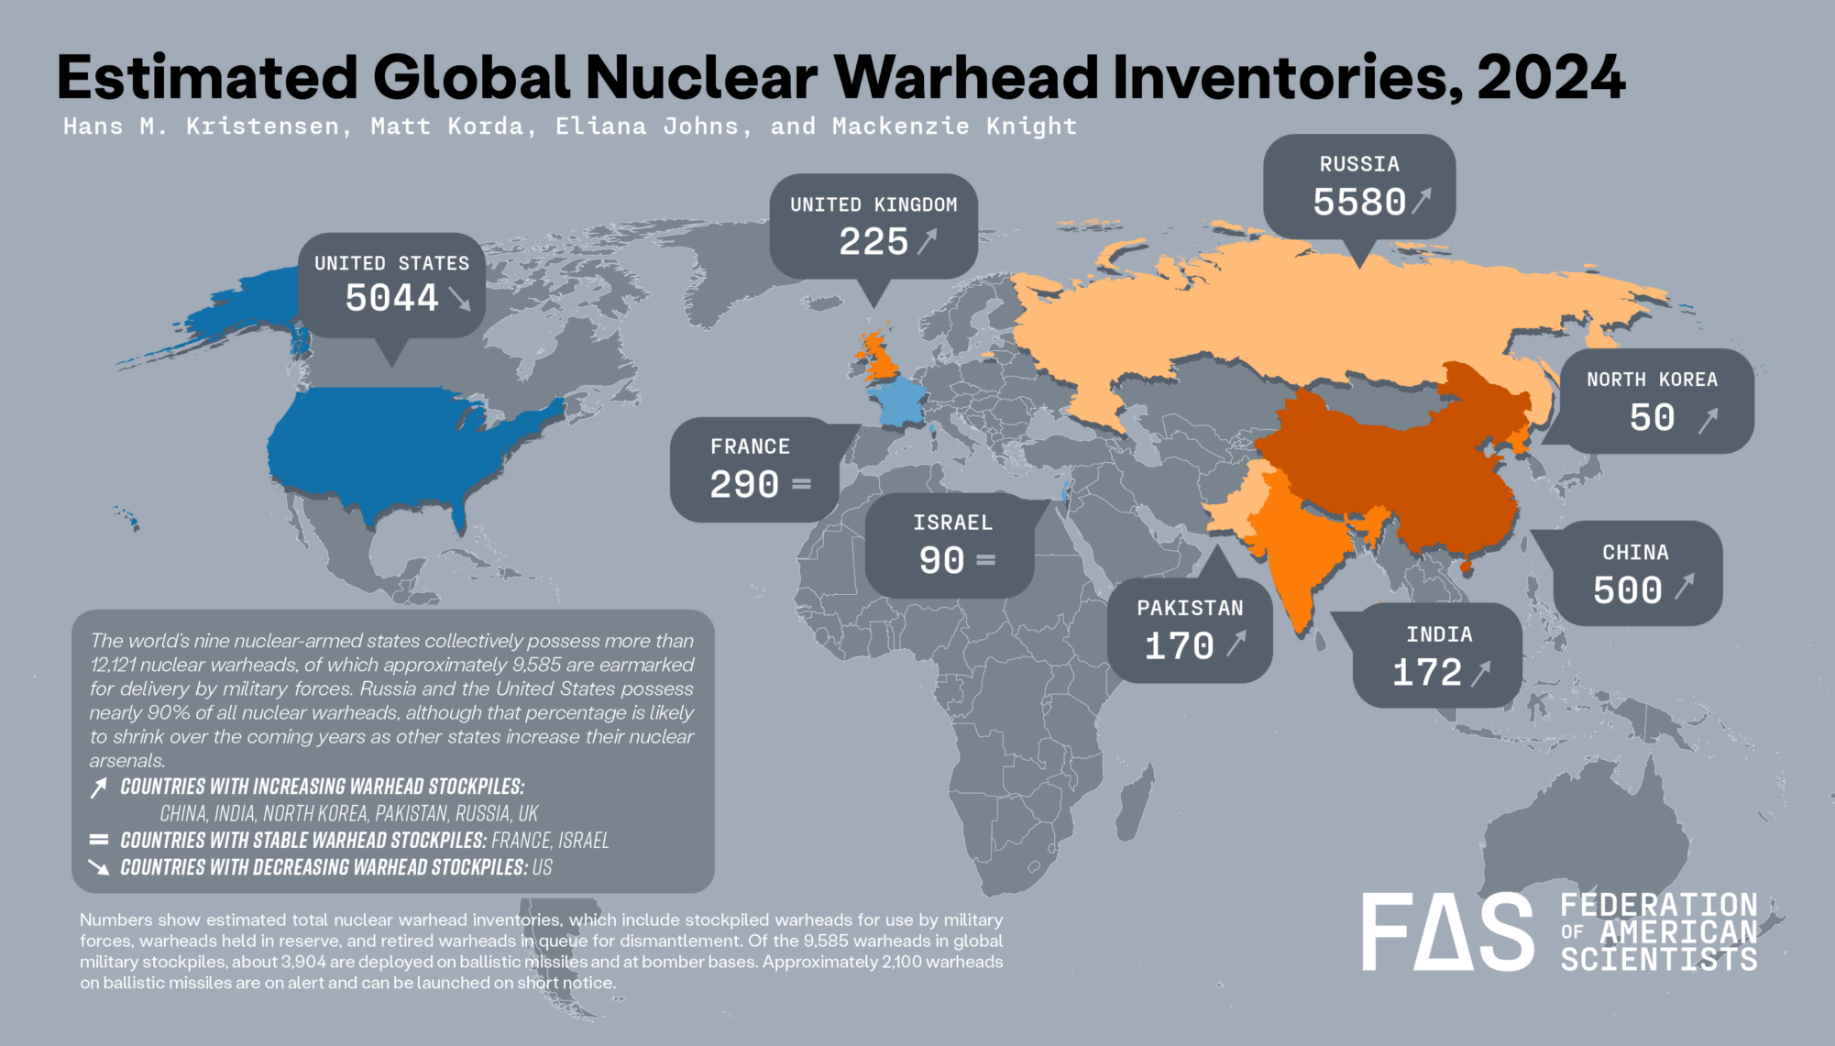 Estimated Global Nuclear Warhead Inventories, 2024
Hans M. Kristensen, Matt Korda, Eliana Johns, and Mackenzie Knight
RUSSIA
5580
UNITED KINGDOM
225
UNITED STATES
5044
NORTH KOREA
50
FRANCE
290 =
ISRAEL
90 =
CHINA
500
PAKISTAN
170
INDIA
172
The world's nine nuclear-armed states collectively possess more than
12,121 nuclear warheads, of which approximately 9,585 are earmarked
for delivery by military forces. Russia and the United States possess
nearly 90% of all nuclear warheads, although that percentage is likely
to shrink over the coming years as other states increase their nuclear
arsenals.
COUNTRIES WITH INCREASING WARHEAD STOCKPILES:
CHINA, INDIA, NORTH KOREA, PAKISTAN, RUSSIA, UK
= COUNTRIES WITH STABLE WARHEAD STOCKPILES: FRANCE, ISRAEL
COUNTRIES WITH DECREASING WARHEAD STOCKPILES: US
Numbers show estimated total nuclear warhead inventories, which include stockpiled warheads for use by military
forces, warheads held in reserve, and retired warheads in queue for dismantlement. Of the 9,585 warheads in global
military stockpiles, about 3,904 are deployed on ballistic missiles and at bomber bases. Approximately 2,100 warheads
on ballistic missiles are on alert and can be launched on short notice.
FAS
FEDERATION
OF AMERICAN
SCIENTISTS